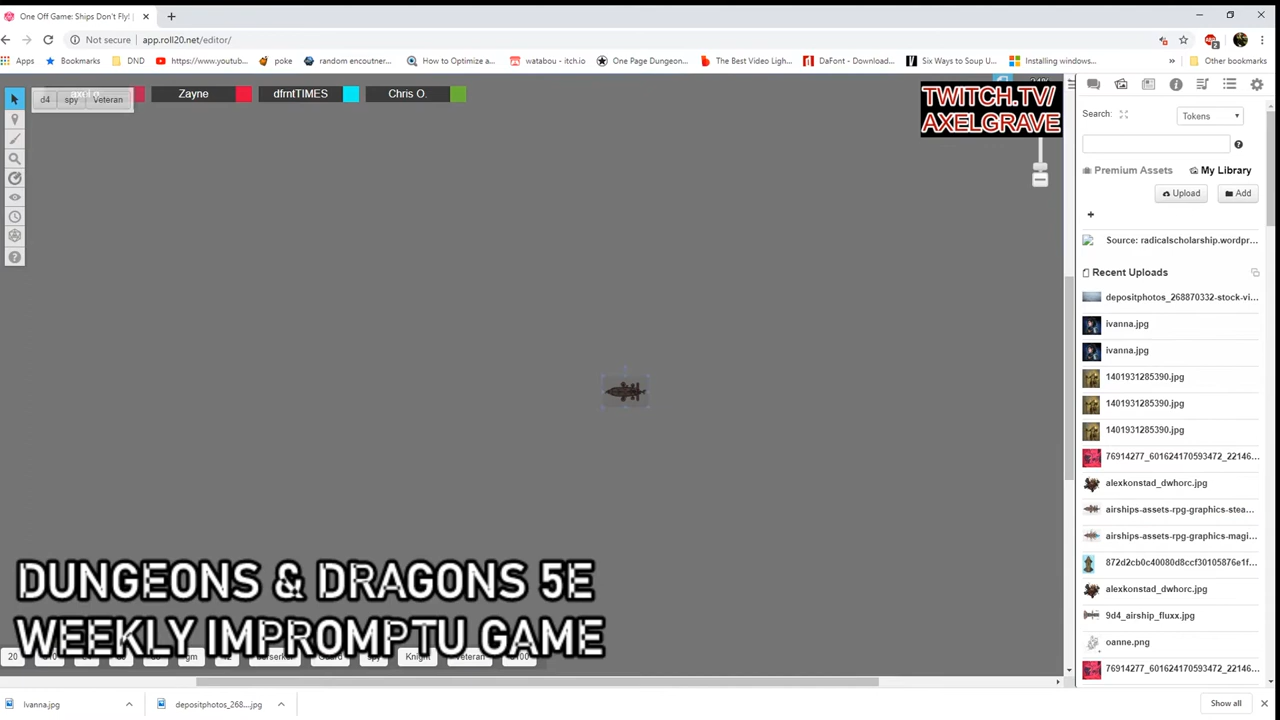 One Off Game: Ships Don't Fly! |
Not secure | app.roll20.net/editor/
Apps Bookmarks DND https://www.youtub... poke random encoutner... How to Optimize a... watabou - itch.io One Page Dungeon... The Best Video Ligh... DaFont - Download... Six Ways to Soup U... Installing windows... Other bookmarks
d4 spy Veteran Zayne dfrntTIMES Chris O.
TWITCH.TV/
AXELGRAVE
Search: Tokens
Premium Assets My Library
Upload Add
Source: radicalscholarship.wordpr...
Recent Uploads
depositphotos_268870332-stock-vi...
ivanna.jpg
ivanna.jpg
1401931285390.jpg
1401931285390.jpg
1401931285390.jpg
76914277_601624170593472_22146...
alexkonstad_dwhorc.jpg
airships-assets-rpg-graphics-stea...
airships-assets-rpg-graphics-magi...
872d2cb0c40080d8ccf30105876e1f...
alexkonstad_dwhorc.jpg
9d4_airship_fluxx.jpg
oanne.png
76914277_601624170593472_22146...
DUNGEONS & DRAGONS 5E
WEEKLY IMPROMPTU GAME
20 Knight Veteran
Ivanna.jpg depositphotos_268....jpg Show all